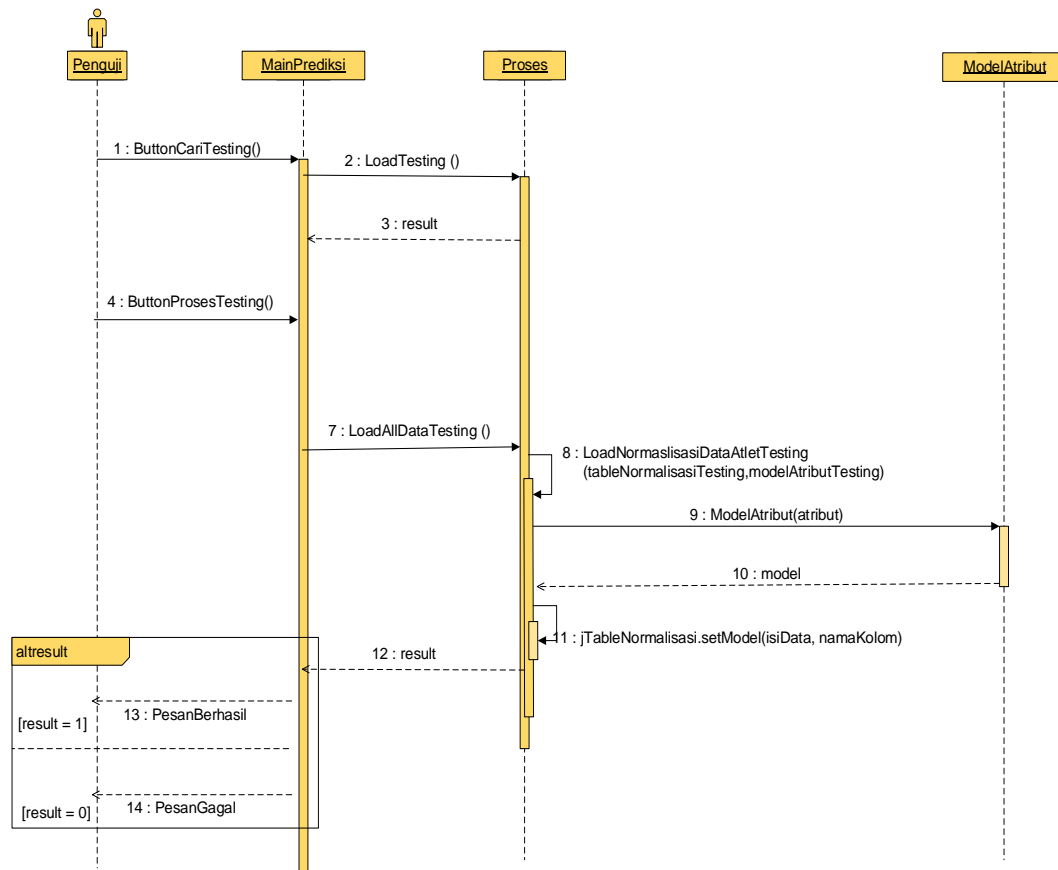 Penguji
MainPrediksi
Proses
ModelAtribut
1 : ButtonCariTesting()
2 : LoadTesting ()
3 : result
4 : ButtonProsesTesting()
7 : LoadAllDataTesting ()
8 : LoadNormaslisasiDataAtletTesting
(tableNormalisasiTesting,modelAtributTesting)
9 : ModelAtribut(atribut)
10 : model
11 : jTableNormalisasi.setModel(isiData, namaKolom)
altresult
12 : result
13 : PesanBerhasil
[result = 1]
14 : PesanGagal
[result = 0]